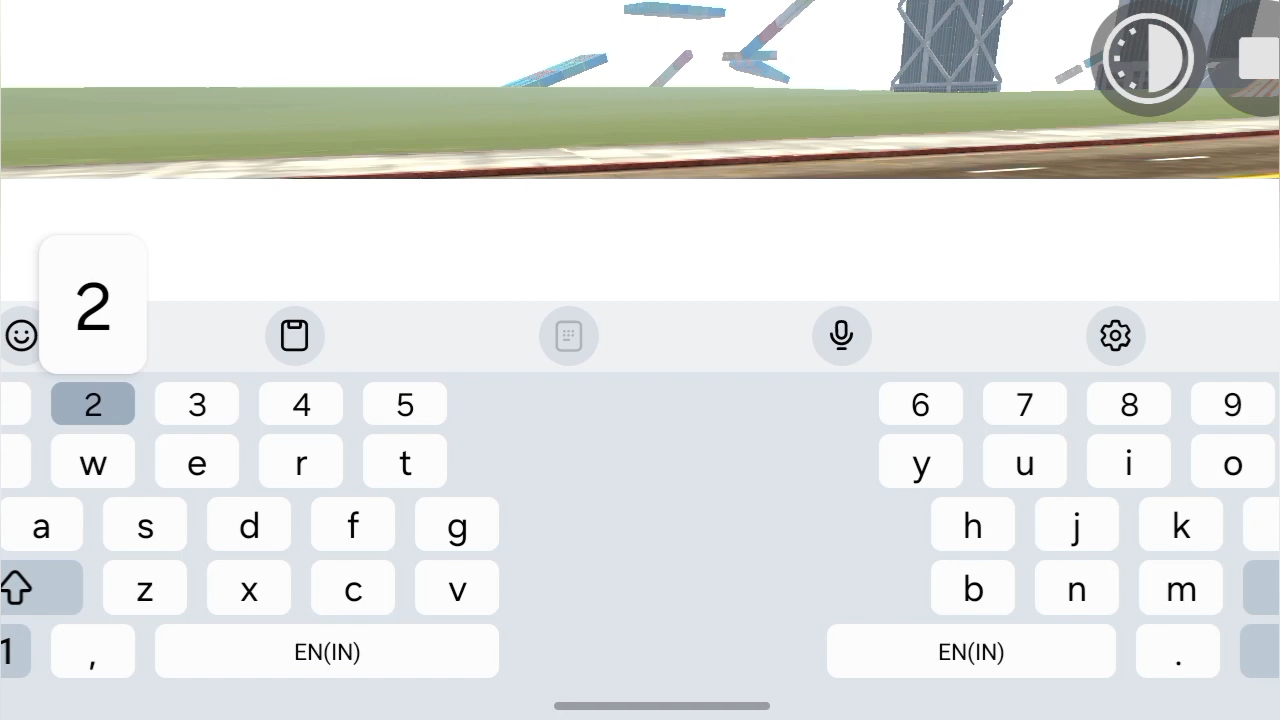 2
2 3 4 5 6 7 8 9
w e r t y u i o
a s d f g h j k
z x c v b n m
1 , EN(IN) EN(IN) .